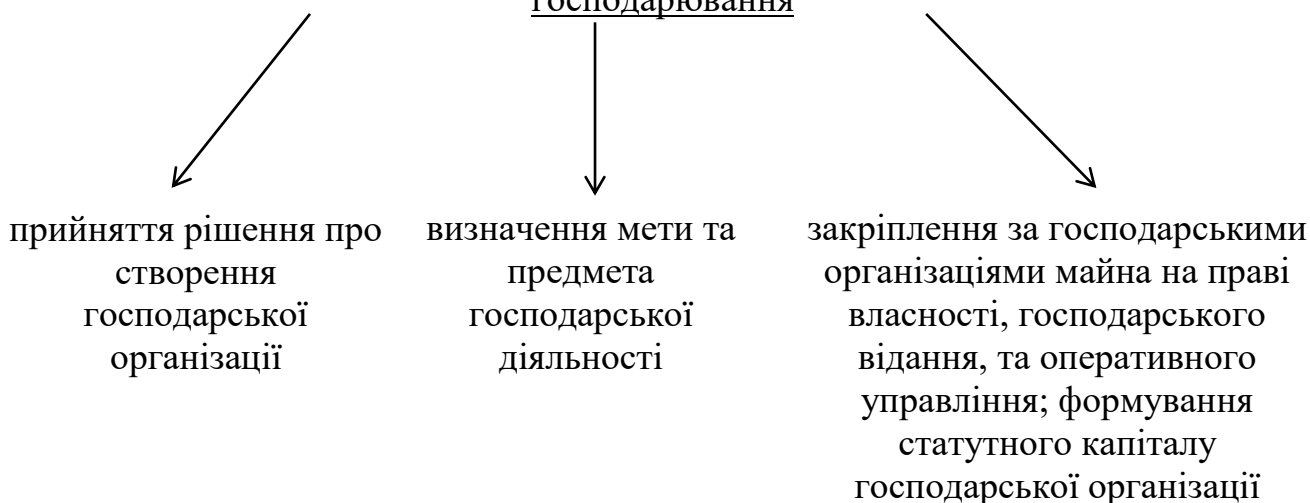 господарювання
прийняття рішення про
створення
господарської
організації
визначення мети та
предмета
господарської
діяльності
закріплення за господарськими
організаціями майна на праві
власності, господарського
відання, та оперативного
управління; формування
статутного капіталу
господарської організації